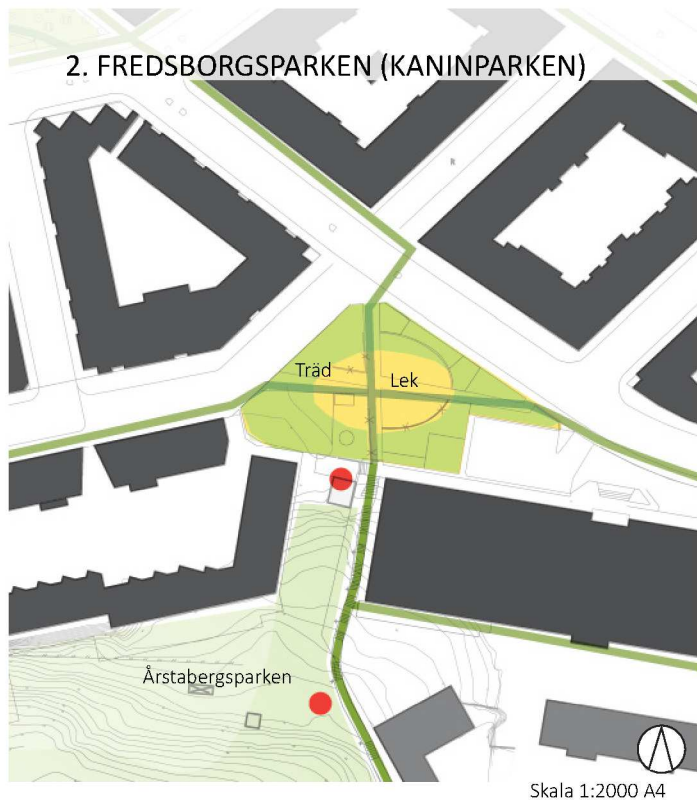 2. FREDSBORGSPARKEN (KANINPARKEN)
Träd
Lek
Årstabergsparken
Skala 1:2000 A4